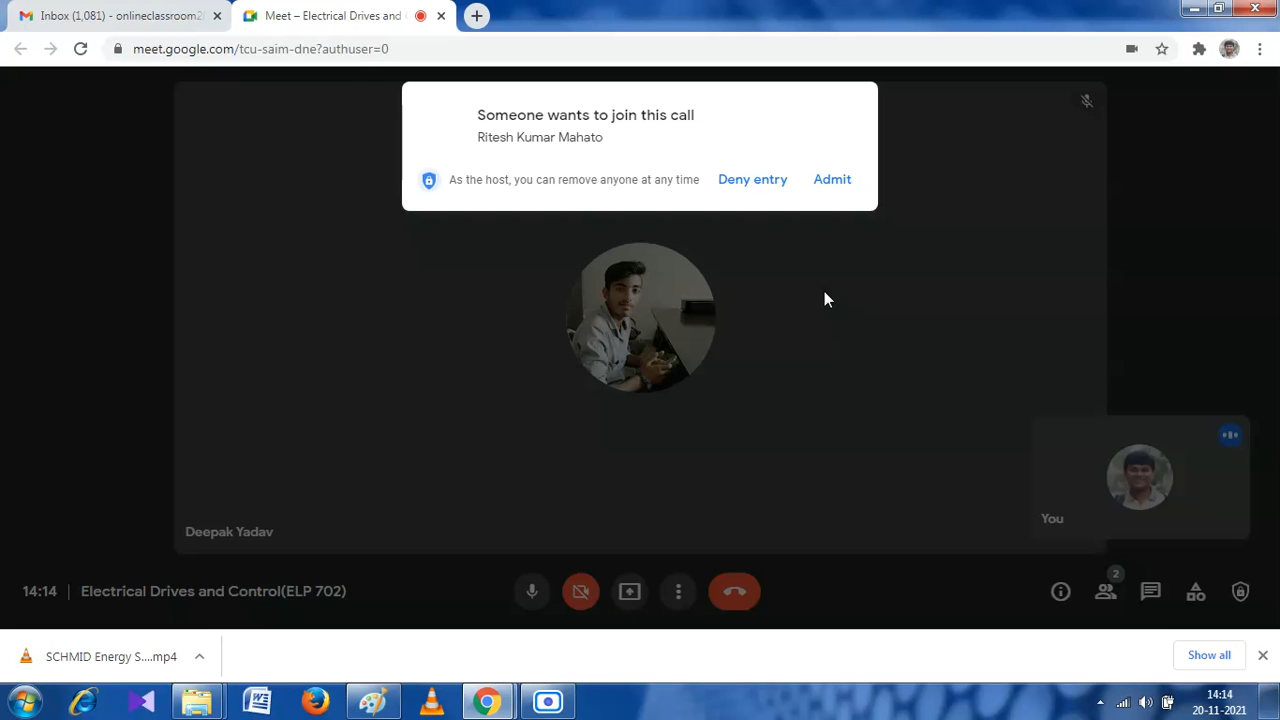 Inbox (1,081) - onlineclassroom2
Meet – Electrical Drives and
meet.google.com/tcu-saim-dne?authuser=0
Someone wants to join this call
Ritesh Kumar Mahato
As the host, you can remove anyone at any time
Deny entry
Admit
You
Deepak Yadav
2
14:14 | Electrical Drives and Control(ELP 702)
SCHMID Energy S....mp4
Show all
14:14
20-11-2021